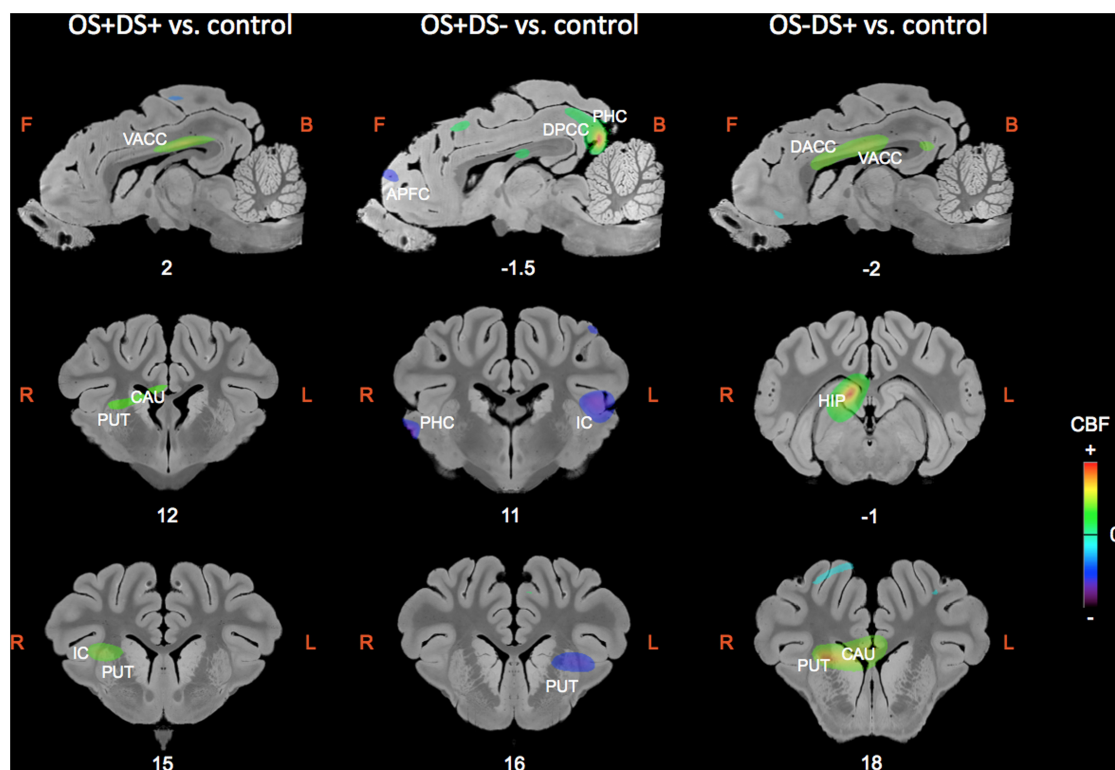 OS+DS+ vs. control
OS+DS- vs. control
OS-DS+ vs. control
F
VACC
B
2
F
APFC
DPCC
PHC
B
-1.5
F
DACC
VACC
B
-2
R
PUT
CAU
L
12
R
PHC
IC
L
11
R
HIP
L
-1
R
IC
PUT
L
15
R
PUT
L
16
R
PUT
CAU
L
18
CBF
+
0
-